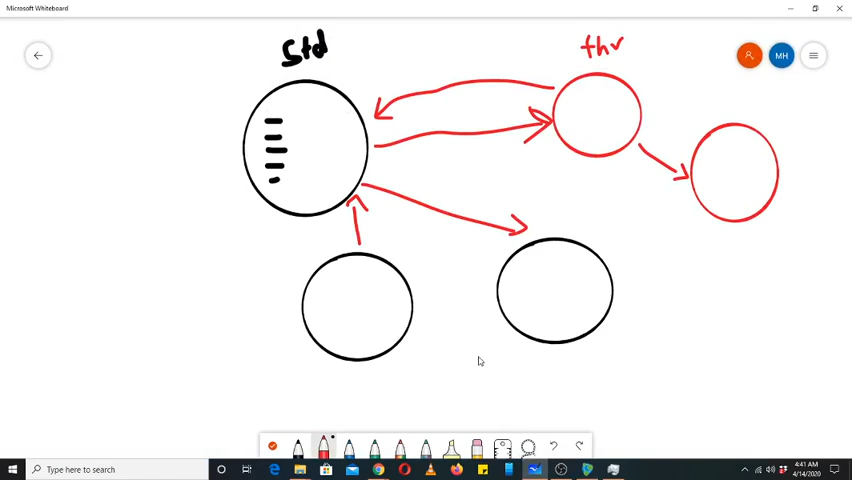 Microsoft Whiteboard
std
thr
MH
Type here to search
4:41 AM
4/14/2020